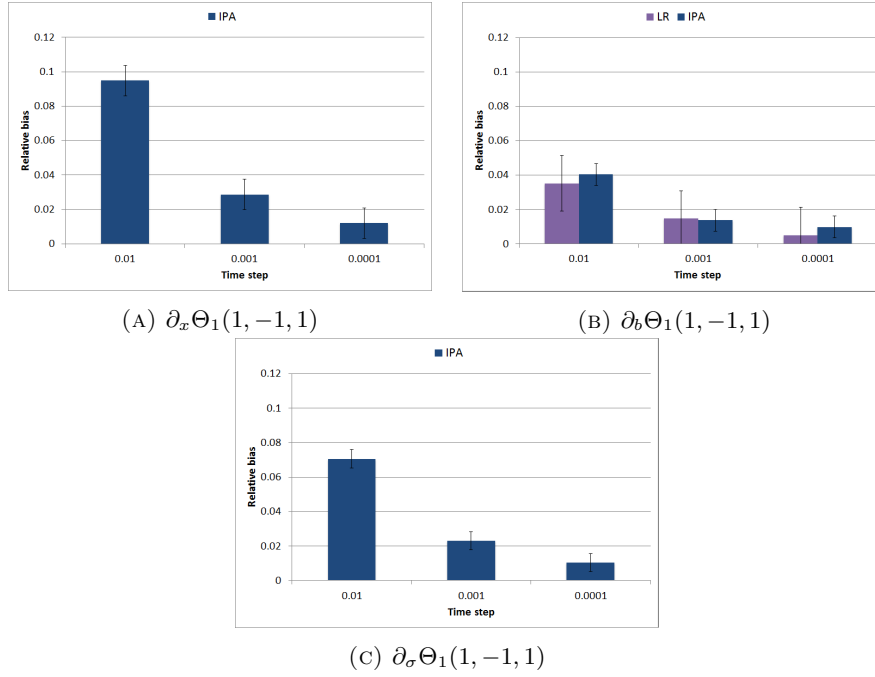 IPA
0.12
0.1
0.08
0.06
0.04
0.02
0
Relative bias
0.01 0.001 0.0001
Time step
(A) ∂ₓΘ₁(1, −1, 1)
LR IPA
0.12
0.1
0.08
0.06
0.04
0.02
0
Relative bias
0.01 0.001 0.0001
Time step
(B) ∂_bΘ₁(1, −1, 1)
IPA
0.12
0.1
0.08
0.06
0.04
0.02
0
Relative bias
0.01 0.001 0.0001
Time step
(C) ∂_σΘ₁(1, −1, 1)